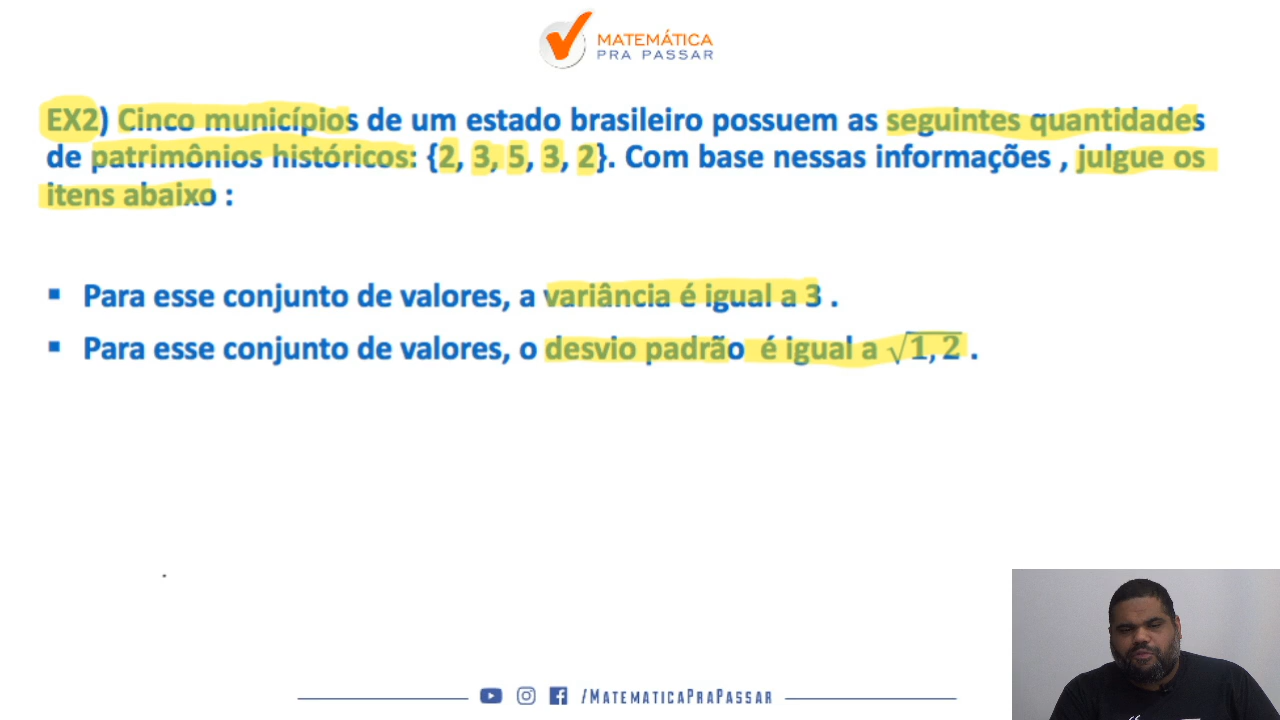 MATEMÁTICA
PRA PASSAR
EX2) Cinco municípios de um estado brasileiro possuem as seguintes quantidades
de patrimônios históricos: {2, 3, 5, 3, 2}. Com base nessas informações , julgue os
itens abaixo :
▪ Para esse conjunto de valores, a variância é igual a 3 .
▪ Para esse conjunto de valores, o desvio padrão é igual a √1,2 .
/MATEMATICAPRAPASSAR